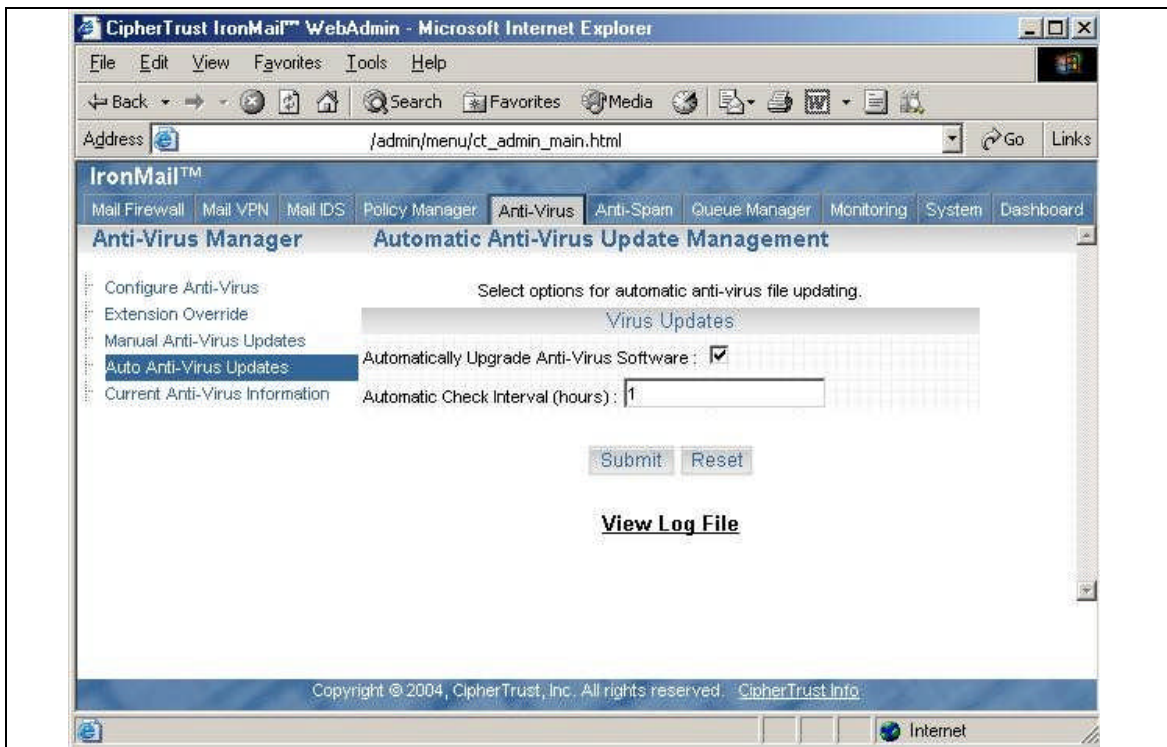 CipherTrust IronMail™ WebAdmin - Microsoft Internet Explorer
File Edit View Favorites Tools Help
Back Search Favorites Media
Address /admin/menu/ct_admin_main.html Go Links
IronMail™
Mail Firewall Mail VPN Mail IDS Policy Manager Anti-Virus Anti-Spam Queue Manager Monitoring System Dashboard
Anti-Virus Manager
Configure Anti-Virus
Extension Override
Manual Anti-Virus Updates
Auto Anti-Virus Updates
Current Anti-Virus Information
Automatic Anti-Virus Update Management
Select options for automatic anti-virus file updating.
Virus Updates
Automatically Upgrade Anti-Virus Software :
Automatic Check Interval (hours) : 1
Submit Reset
View Log File
Copyright © 2004, CipherTrust, Inc. All rights reserved. CipherTrust Info
Internet